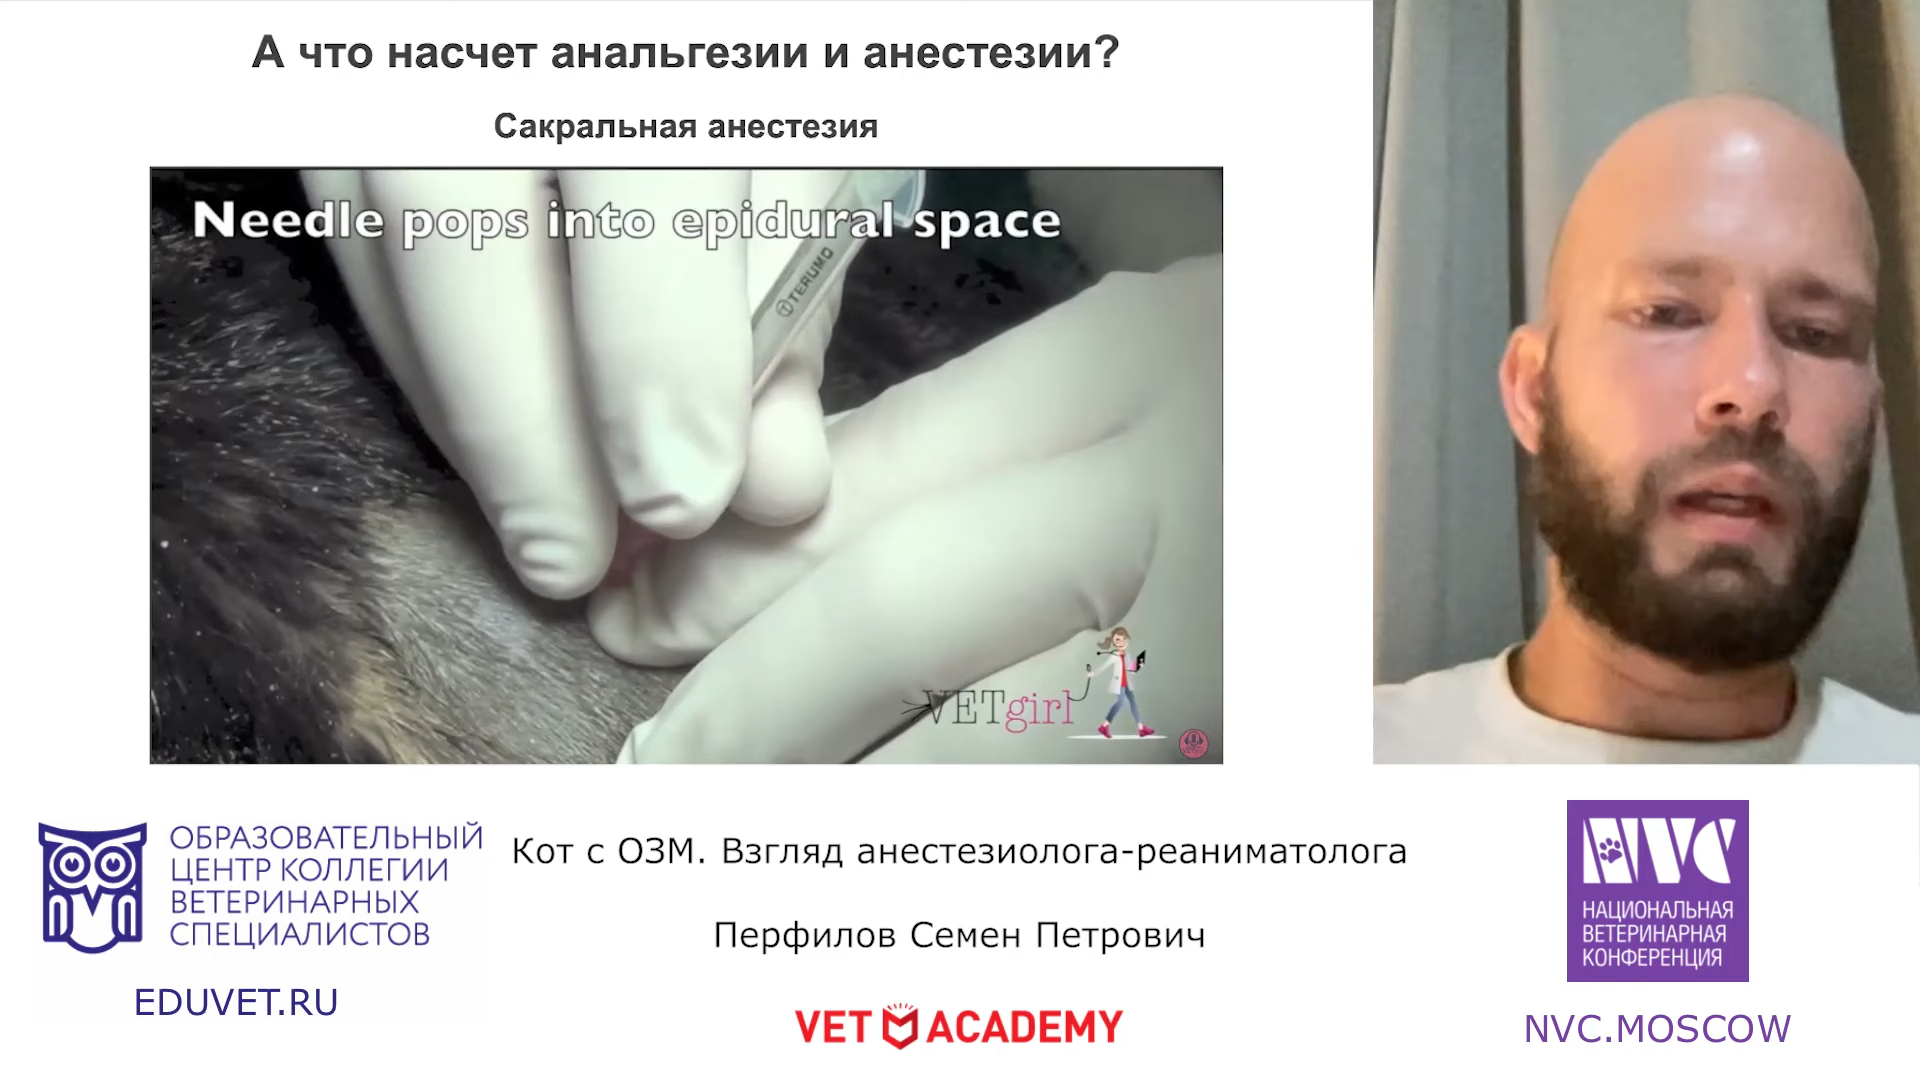 А что насчет анальгезии и анестезии?
Сакральная анестезия
Needle pops into epidural space
TERUMO
VETgirl
ОБРАЗОВАТЕЛЬНЫЙ
ЦЕНТР КОЛЛЕГИИ
ВЕТЕРИНАРНЫХ
СПЕЦИАЛИСТОВ
EDUVET.RU
Кот с ОЗМ. Взгляд анестезиолога-реаниматолога
Перфилов Семен Петрович
VET ACADEMY
NVC
НАЦИОНАЛЬНАЯ
ВЕТЕРИНАРНАЯ
КОНФЕРЕНЦИЯ
NVC.MOSCOW